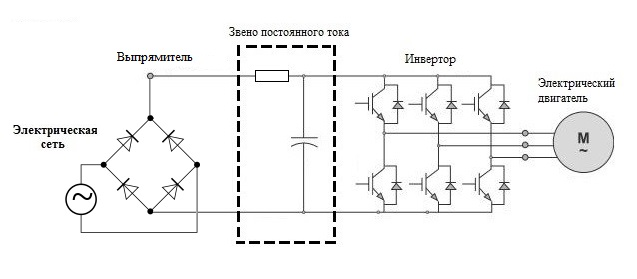 Звено постоянного тока
Выпрямитель
Инвертор
Электрический
двигатель
Электрическая
сеть
M
~
~